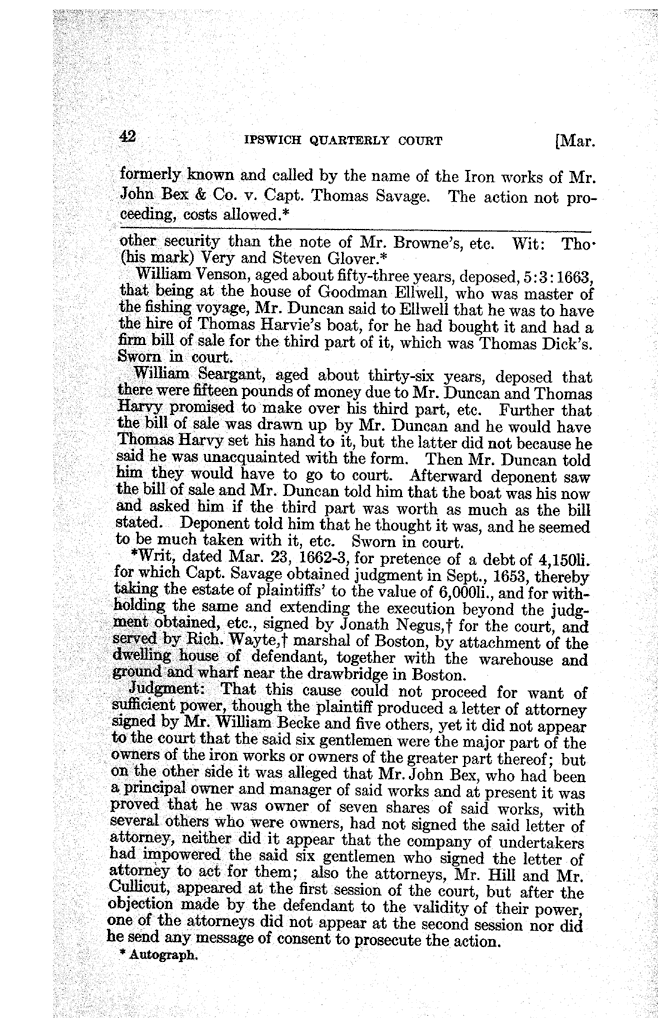 42 IPSWICH QUARTERLY COURT [Mar.
formerly known and called by the name of the Iron works of Mr.
John Bex & Co. v. Capt. Thomas Savage. The action not pro-
ceeding, costs allowed.*
other security than the note of Mr. Browne's, etc. Wit: Tho·
(his mark) Very and Steven Glover.*
William Venson, aged about fifty-three years, deposed, 5:3:1663,
that being at the house of Goodman Ellwell, who was master of
the fishing voyage, Mr. Duncan said to Ellwell that he was to have
the hire of Thomas Harvie's boat, for he had bought it and had a
firm bill of sale for the third part of it, which was Thomas Dick's.
Sworn in court.
William Seargant, aged about thirty-six years, deposed that
there were fifteen pounds of money due to Mr. Duncan and Thomas
Harvy promised to make over his third part, etc. Further that
the bill of sale was drawn up by Mr. Duncan and he would have
Thomas Harvy set his hand to it, but the latter did not because he
said he was unacquainted with the form. Then Mr. Duncan told
him they would have to go to court. Afterward deponent saw
the bill of sale and Mr. Duncan told him that the boat was his now
and asked him if the third part was worth as much as the bill
stated. Deponent told him that he thought it was, and he seemed
to be much taken with it, etc. Sworn in court.
*Writ, dated Mar. 23, 1662-3, for pretence of a debt of 4,150li.
for which Capt. Savage obtained judgment in Sept., 1653, thereby
taking the estate of plaintiffs' to the value of 6,000li., and for with-
holding the same and extending the execution beyond the judg-
ment obtained, etc., signed by Jonath Negus,† for the court, and
served by Rich. Wayte,† marshal of Boston, by attachment of the
dwelling house of defendant, together with the warehouse and
ground and wharf near the drawbridge in Boston.
Judgment: That this cause could not proceed for want of
sufficient power, though the plaintiff produced a letter of attorney
signed by Mr. William Becke and five others, yet it did not appear
to the court that the said six gentlemen were the major part of the
owners of the iron works or owners of the greater part thereof; but
on the other side it was alleged that Mr. John Bex, who had been
a principal owner and manager of said works and at present it was
proved that he was owner of seven shares of said works, with
several others who were owners, had not signed the said letter of
attorney, neither did it appear that the company of undertakers
had impowered the said six gentlemen who signed the letter of
attorney to act for them; also the attorneys, Mr. Hill and Mr.
Cullicut, appeared at the first session of the court, but after the
objection made by the defendant to the validity of their power,
one of the attorneys did not appear at the second session nor did
he send any message of consent to prosecute the action.
* Autograph.